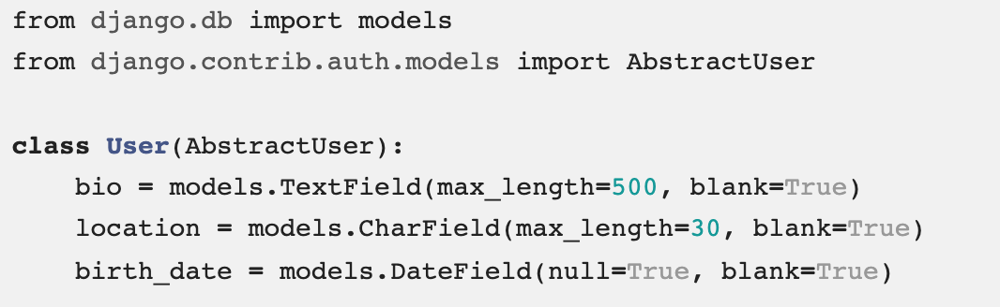 from django.db import models
from django.contrib.auth.models import AbstractUser

class User(AbstractUser):
    bio = models.TextField(max_length=500, blank=True)
    location = models.CharField(max_length=30, blank=True)
    birth_date = models.DateField(null=True, blank=True)